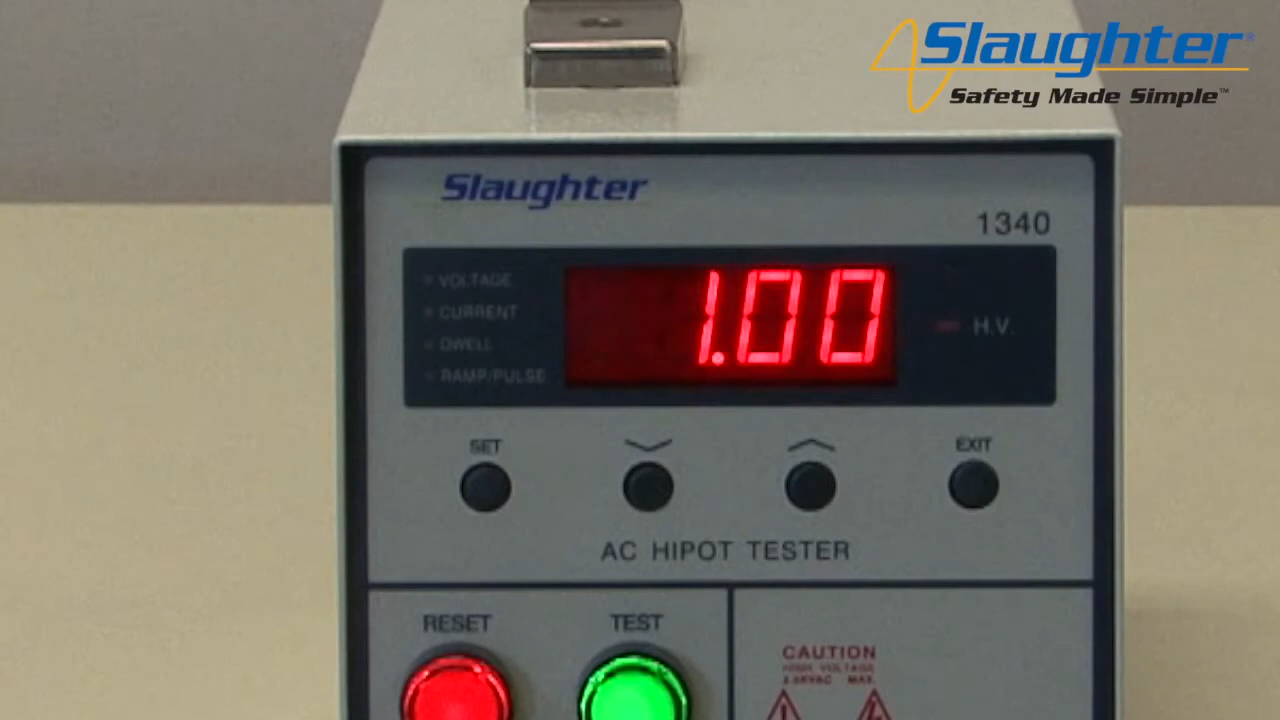 Slaughter®
Safety Made Simple™
Slaughter
1340
VOLTAGE
CURRENT
DWELL
RAMP/PULSE
1.00
H.V.
SET
EXIT
AC HIPOT TESTER
RESET
TEST
CAUTION
HIGH VOLTAGE
MAX.